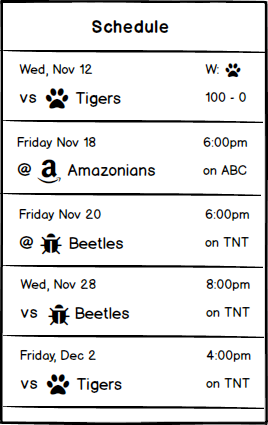 Schedule
Wed, Nov 12 W:
vs Tigers 100 - 0
Friday Nov 18 6:00pm
@ Amazonians on ABC
Friday Nov 20 6:00pm
@ Beetles on TNT
Wed, Nov 28 8:00pm
vs Beetles on TNT
Friday, Dec 2 4:00pm
vs Tigers on TNT